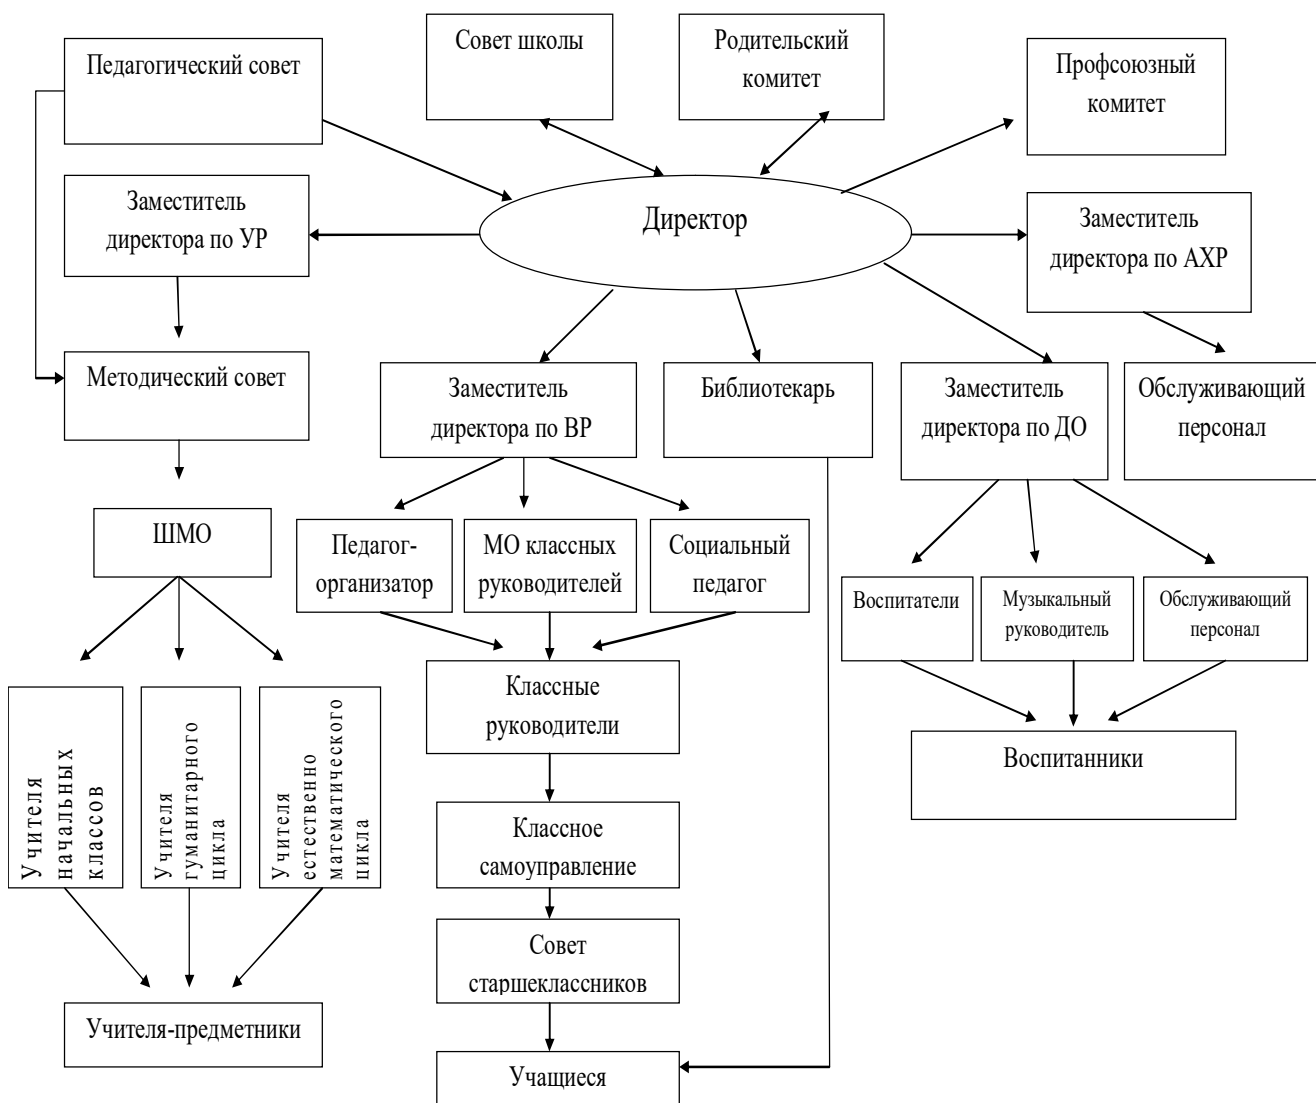 Педагогический совет
Совет школы
Родительский
комитет
Профсоюзный
комитет
Заместитель
директора по УР
Директор
Заместитель
директора по АХР
Методический совет
Заместитель
директора по ВР
Библиотекарь
Заместитель
директора по ДО
Обслуживающий
персонал
ШМО
Педагог-
организатор
МО классных
руководителей
Социальный
педагог
Воспитатели
Музыкальный
руководитель
Обслуживающий
персонал
Учителя
начальных
классов
Учителя
гуманитарного
цикла
Учителя
естественно
математического
цикла
Классные
руководители
Воспитанники
Классное
самоуправление
Совет
старшеклассников
Учителя-предметники
Учащиеся